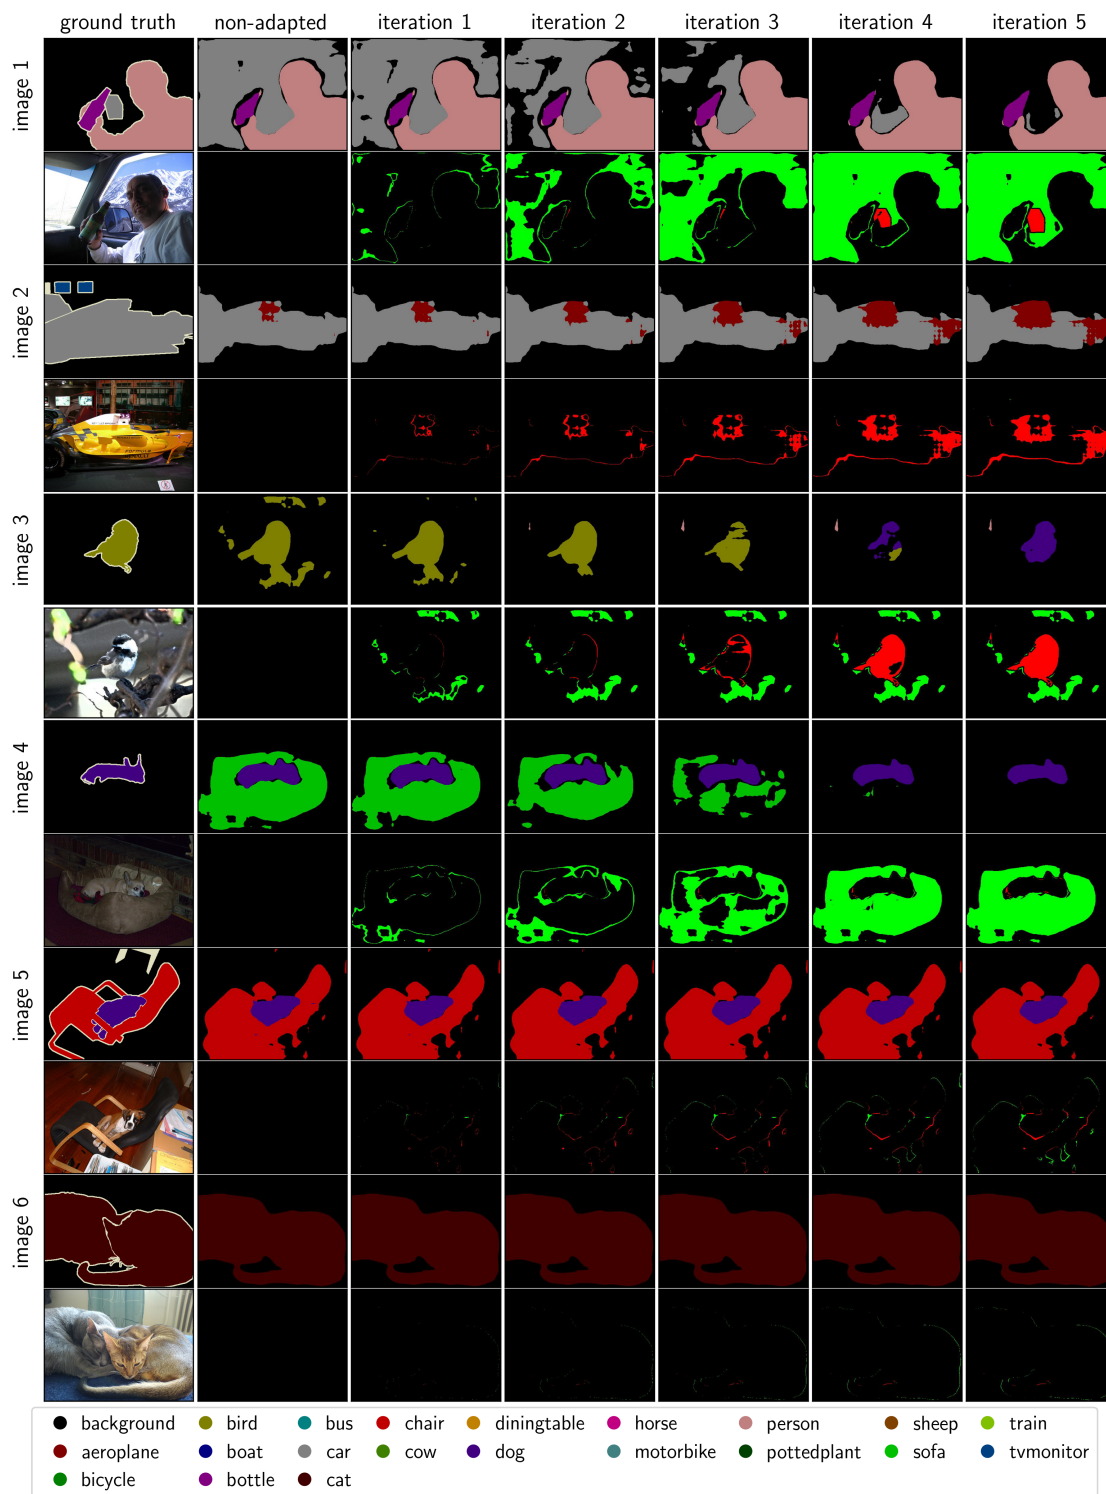 ground truth non-adapted iteration 1 iteration 2 iteration 3 iteration 4 iteration 5
image 1
image 2
image 3
image 4
image 5
image 6
background bird bus chair diningtable horse person sheep train
aeroplane boat car cow dog motorbike pottedplant sofa tvmonitor
bicycle bottle cat